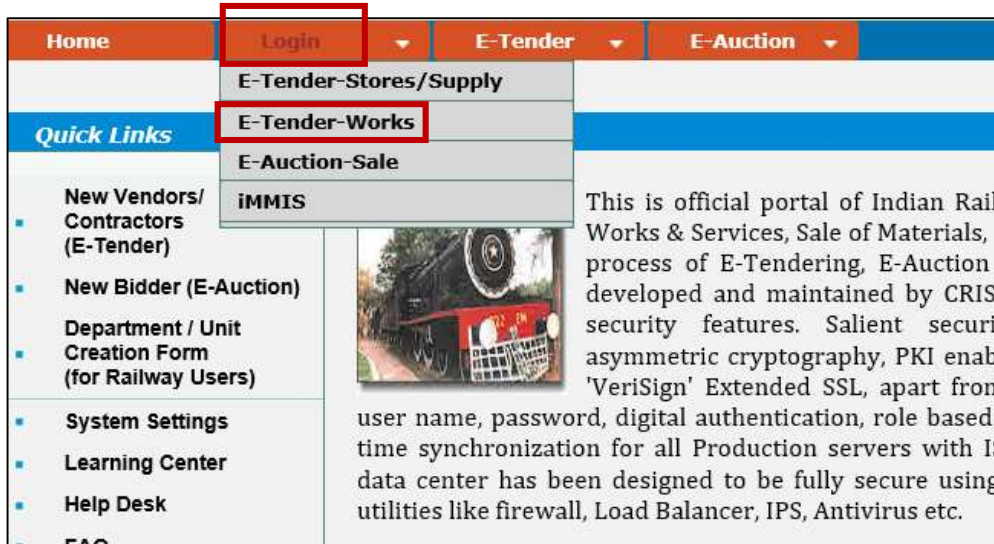 Home Login E-Tender E-Auction
E-Tender-Stores/Supply
E-Tender-Works
E-Auction-Sale
iMMIS
Quick Links
New Vendors/
Contractors
(E-Tender)
New Bidder (E-Auction)
Department / Unit
Creation Form
(for Railway Users)
System Settings
Learning Center
Help Desk
FAQ
This is official portal of Indian Rail
Works & Services, Sale of Materials,
process of E-Tendering, E-Auction
developed and maintained by CRIS
security features. Salient securi
asymmetric cryptography, PKI enab
'VeriSign' Extended SSL, apart from
user name, password, digital authentication, role based
time synchronization for all Production servers with IS
data center has been designed to be fully secure using
utilities like firewall, Load Balancer, IPS, Antivirus etc.